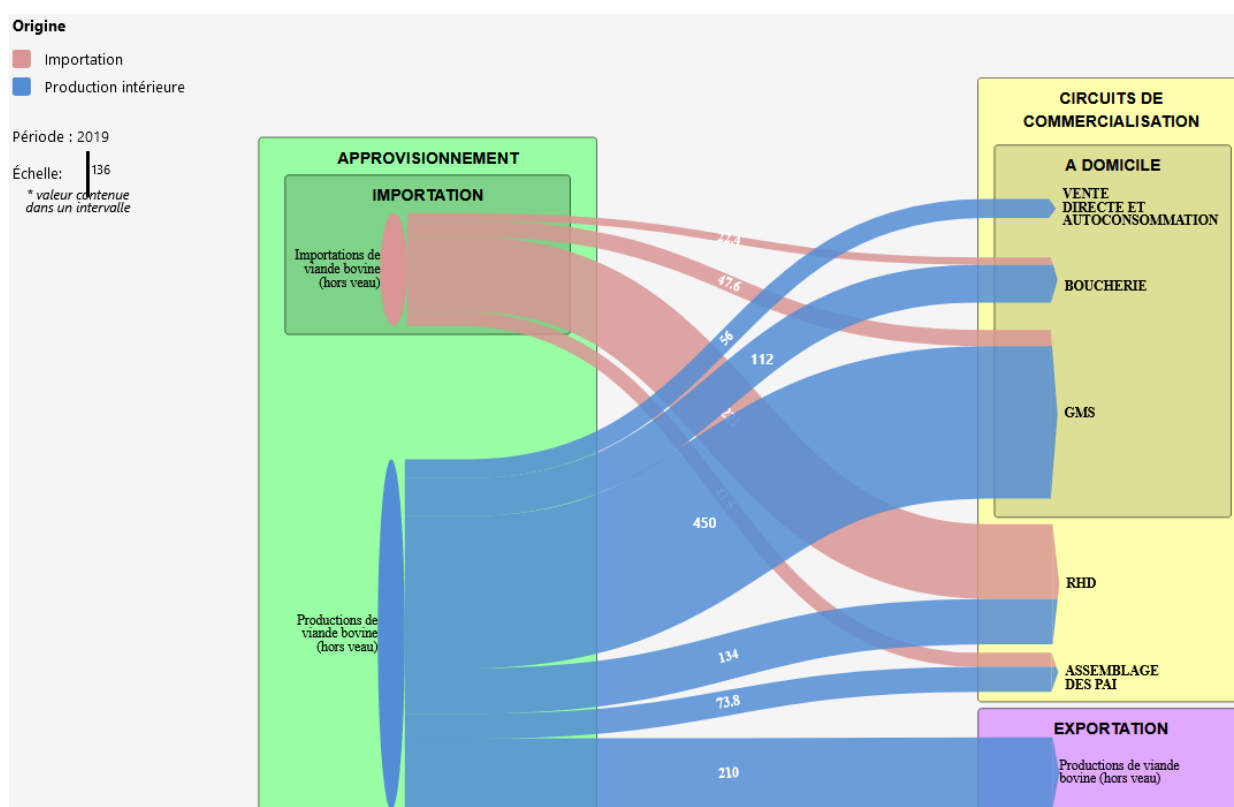 Origine
Importation
Production intérieure
Période : 2019
Échelle:
136
* valeur contenue
dans un intervalle
APPROVISIONNEMENT
IMPORTATION
Importations de
viande bovine
(hors veau)
Productions de
viande bovine
(hors veau)
22.4
47.6
56
112
450
134
73.8
210
CIRCUITS DE
COMMERCIALISATION
A DOMICILE
VENTE
DIRECTE ET
AUTOCONSOMMATION
BOUCHERIE
GMS
RHD
ASSEMBLAGE
DES PAI
EXPORTATION
Productions de viande
bovine (hors veau)